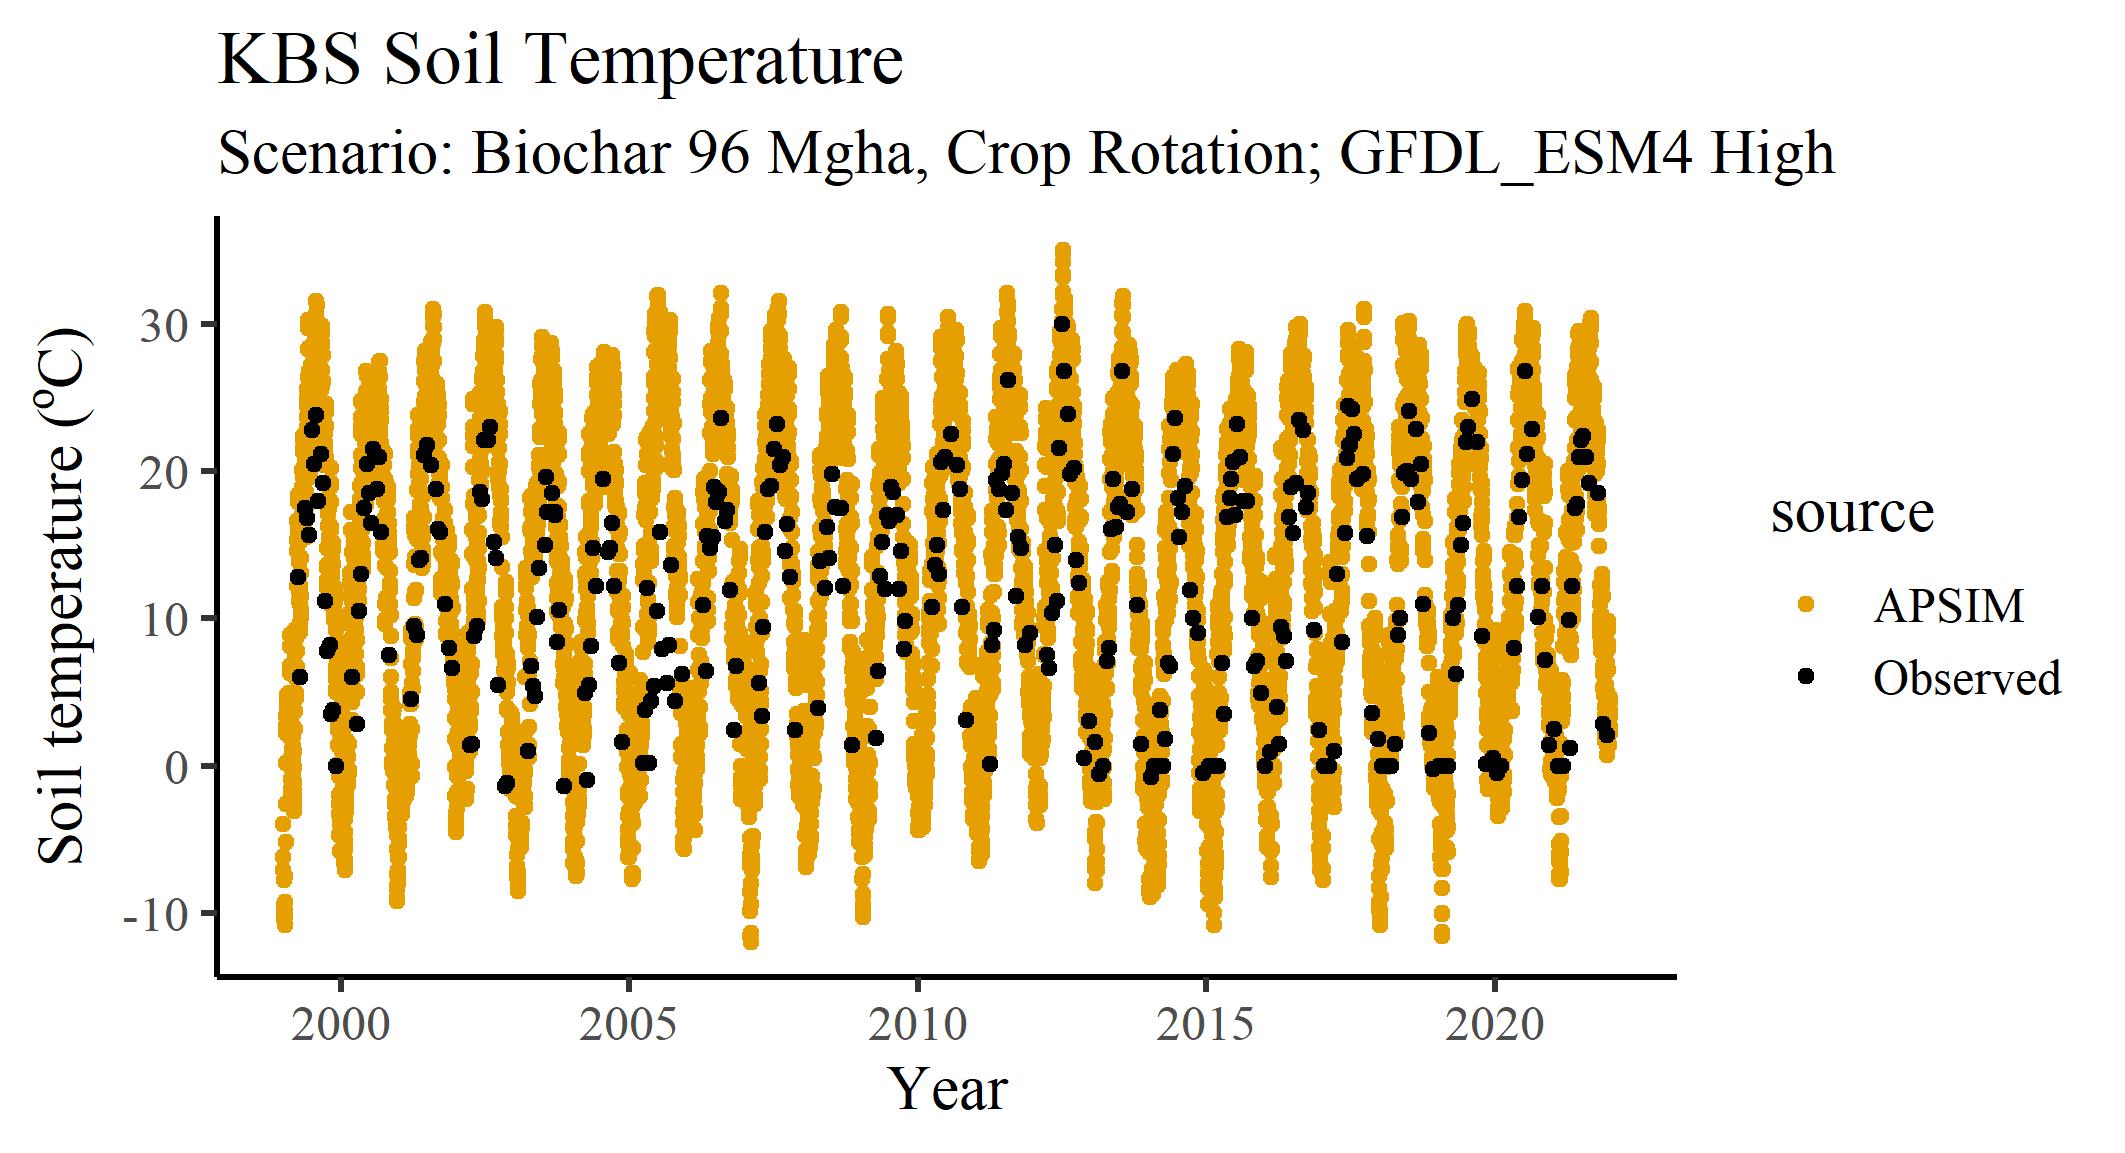 KBS Soil Temperature
Scenario: Biochar 96 Mgha, Crop Rotation; GFDL_ESM4 High
Soil temperature (ºC)
30
20
10
0
-10
2000 2005 2010 2015 2020
Year
source
APSIM
Observed